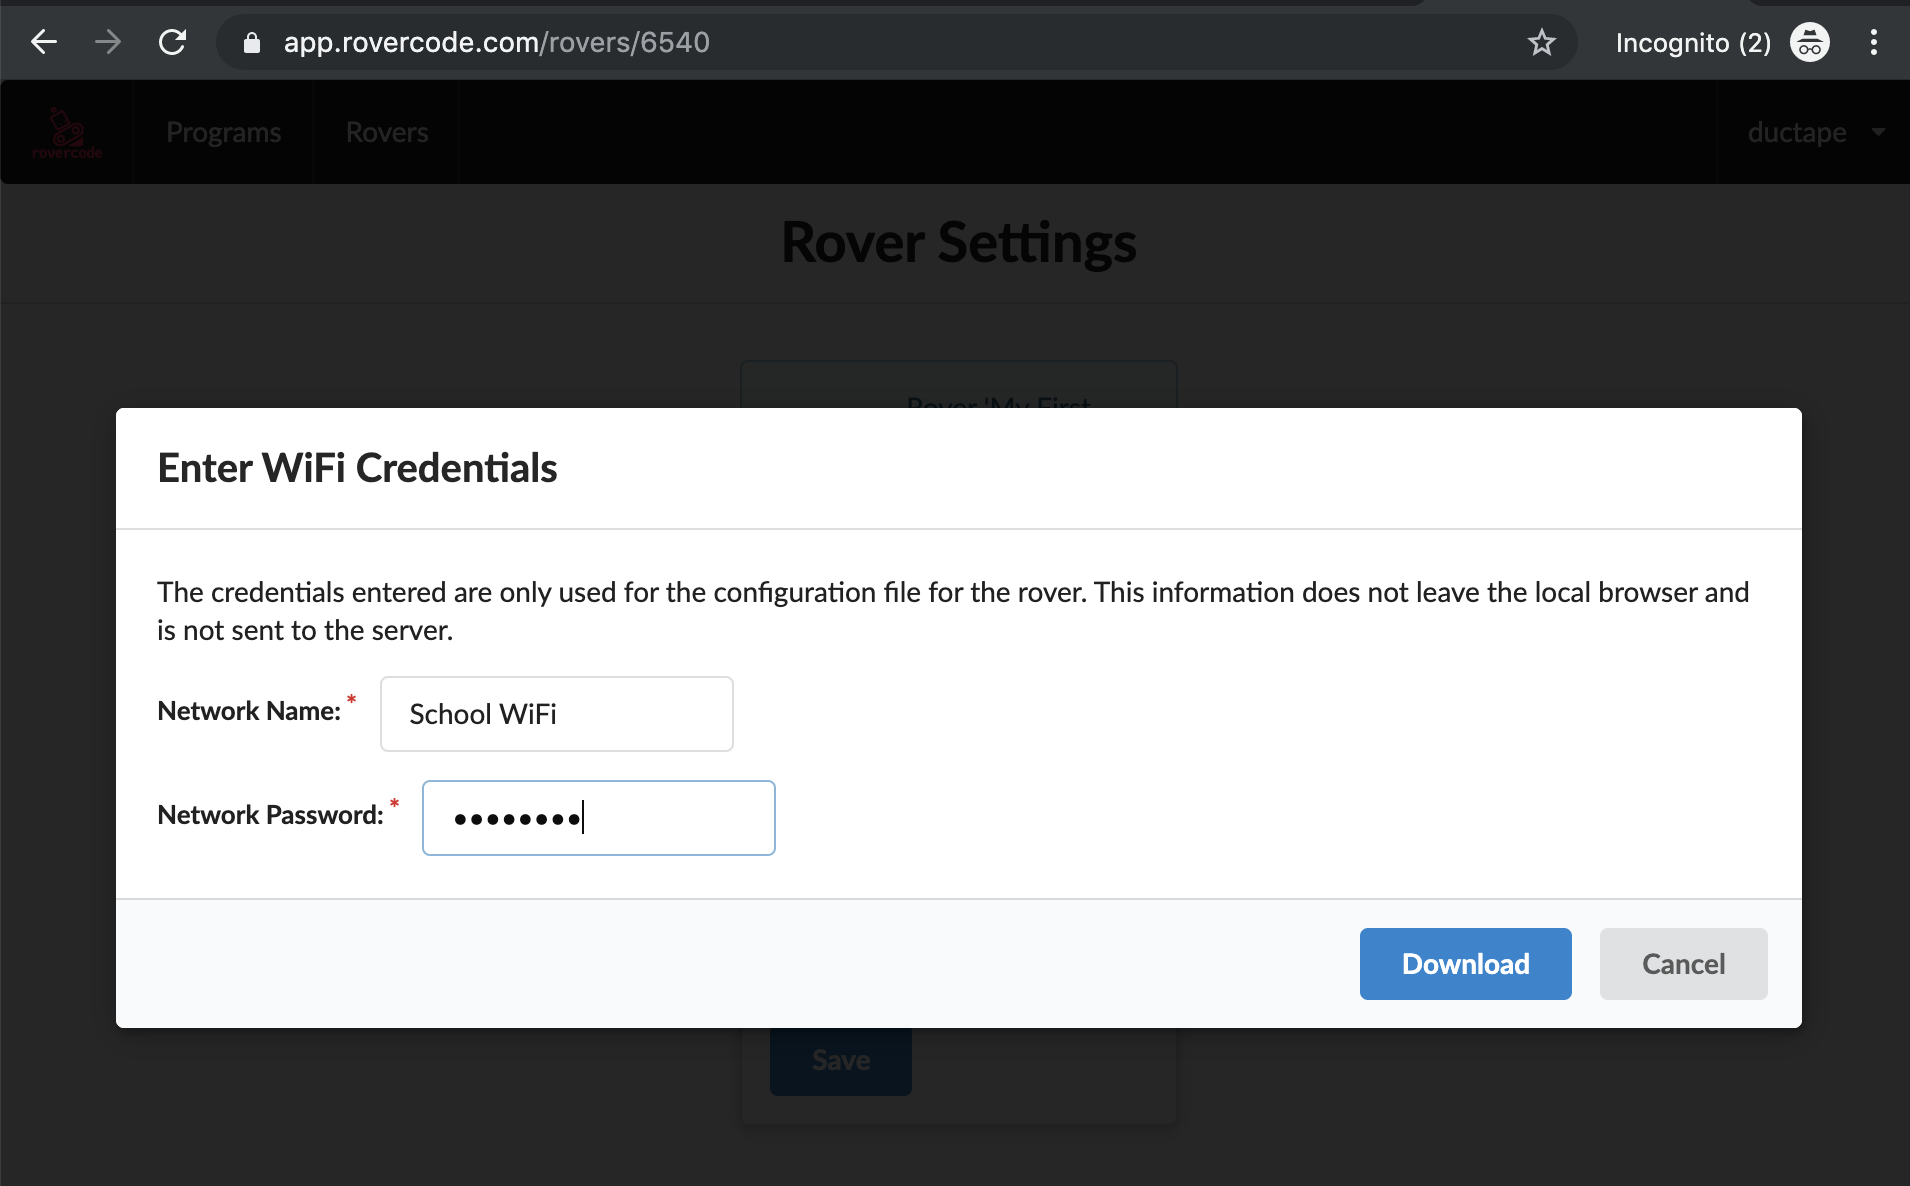 app.rovercode.com/rovers/6540
Incognito (2)
rovercode
Programs
Rovers
ductape
Rover Settings
Rover 'My First
Enter WiFi Credentials
The credentials entered are only used for the configuration file for the rover. This information does not leave the local browser and
is not sent to the server.
Network Name: *
School WiFi
Network Password: *
••••••••
Download
Cancel
Save